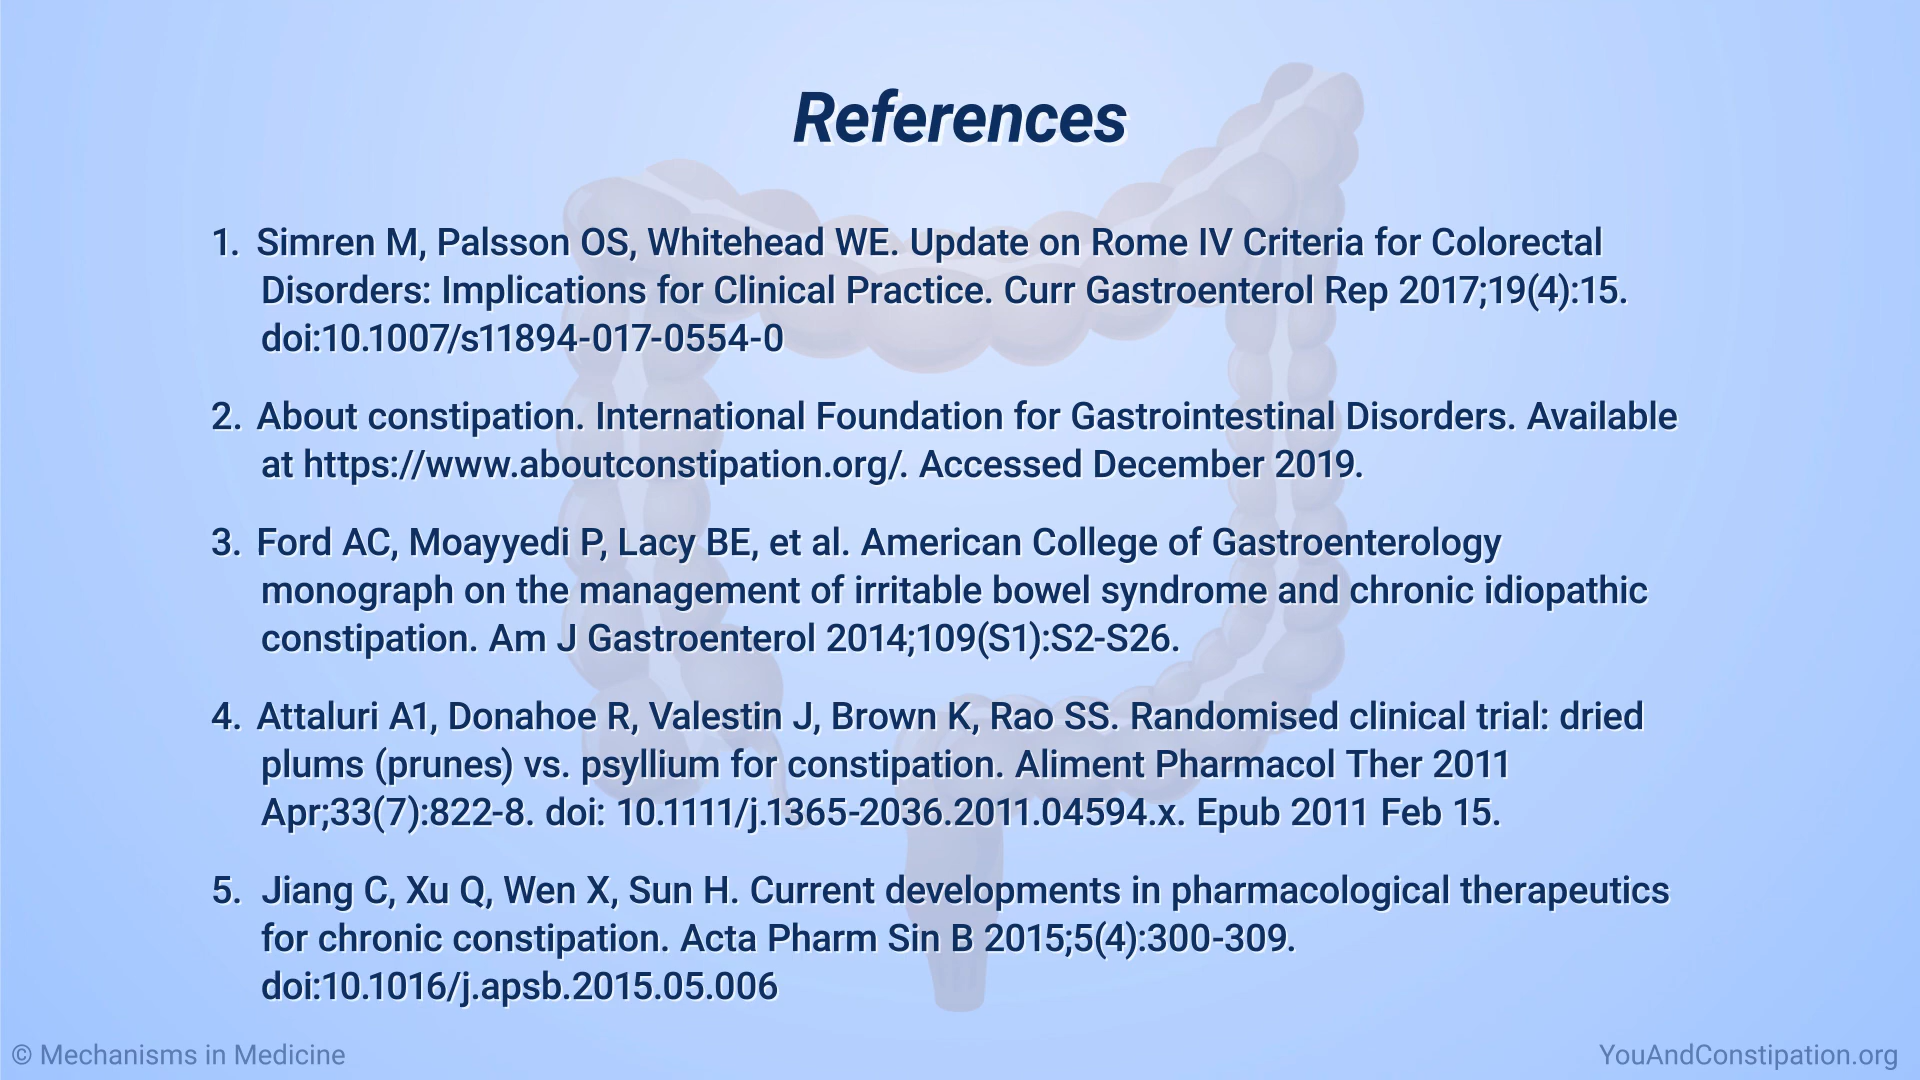 References
1. Simren M, Palsson OS, Whitehead WE. Update on Rome IV Criteria for Colorectal
Disorders: Implications for Clinical Practice. Curr Gastroenterol Rep 2017;19(4):15.
doi:10.1007/s11894-017-0554-0
2. About constipation. International Foundation for Gastrointestinal Disorders. Available
at https://www.aboutconstipation.org/. Accessed December 2019.
3. Ford AC, Moayyedi P, Lacy BE, et al. American College of Gastroenterology
monograph on the management of irritable bowel syndrome and chronic idiopathic
constipation. Am J Gastroenterol 2014;109(S1):S2-S26.
4. Attaluri A1, Donahoe R, Valestin J, Brown K, Rao SS. Randomised clinical trial: dried
plums (prunes) vs. psyllium for constipation. Aliment Pharmacol Ther 2011
Apr;33(7):822-8. doi: 10.1111/j.1365-2036.2011.04594.x. Epub 2011 Feb 15.
5. Jiang C, Xu Q, Wen X, Sun H. Current developments in pharmacological therapeutics
for chronic constipation. Acta Pharm Sin B 2015;5(4):300-309.
doi:10.1016/j.apsb.2015.05.006
© Mechanisms in Medicine
YouAndConstipation.org